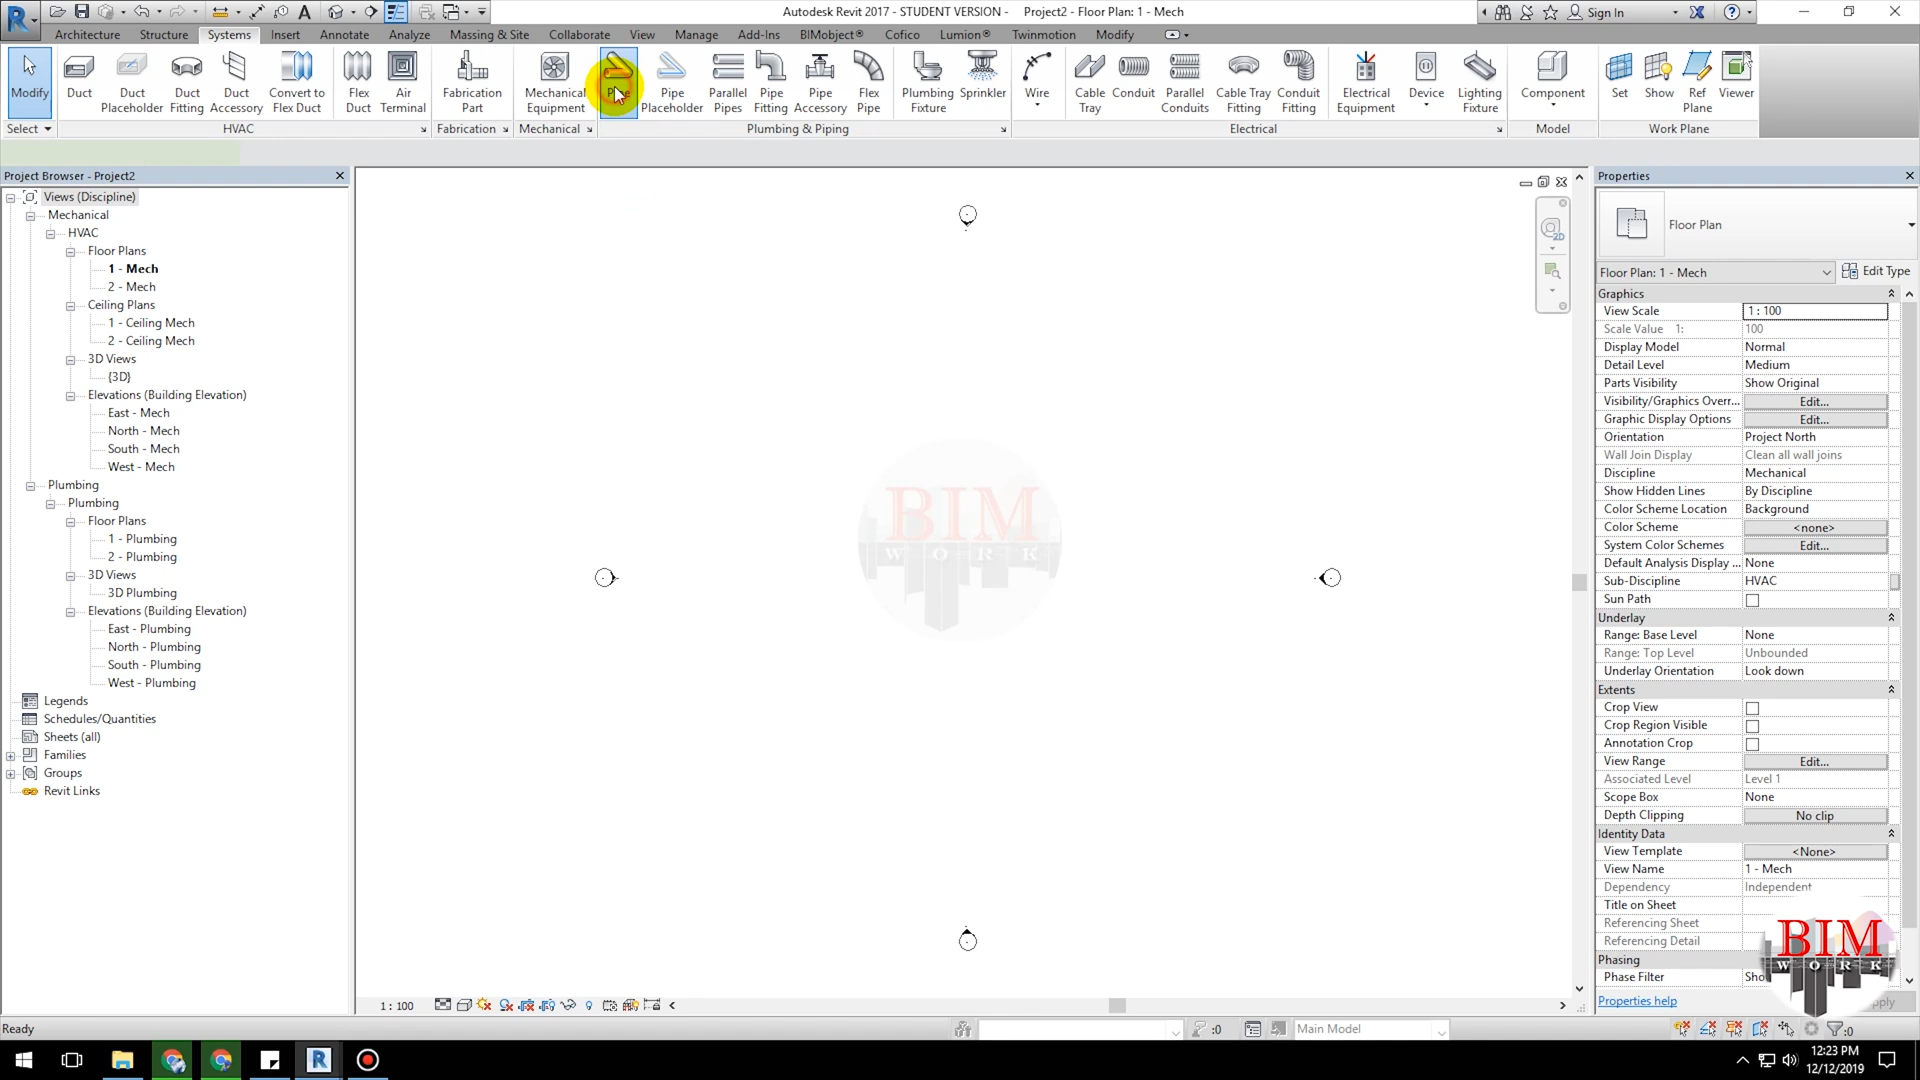 Autodesk Revit 2017 - STUDENT VERSION - Project2 - Floor Plan: 1 - Mech
Sign In
Architecture Structure Systems Insert Annotate Analyze Massing & Site Collaborate View Manage Add-Ins BIMobject® Cofico Lumion® Twinmotion Modify
Modify
Duct
Duct Placeholder
Duct Fitting
Duct Accessory
Convert to Flex Duct
Flex Duct
Air Terminal
Fabrication Part
Mechanical Equipment
Pipe Placeholder
Parallel Pipes
Pipe Fitting
Pipe Accessory
Flex Pipe
Plumbing Fixture
Sprinkler
Wire
Cable Tray
Conduit
Parallel Conduits
Cable Tray Fitting
Conduit Fitting
Electrical Equipment
Device
Lighting Fixture
Component
Set
Show
Ref Plane
Viewer
Select HVAC Fabrication Mechanical Plumbing & Piping Electrical Model Work Plane
Project Browser - Project2
Views (Discipline)
Mechanical
HVAC
Floor Plans
1 - Mech
2 - Mech
Ceiling Plans
1 - Ceiling Mech
2 - Ceiling Mech
3D Views
{3D}
Elevations (Building Elevation)
East - Mech
North - Mech
South - Mech
West - Mech
Plumbing
Plumbing
Floor Plans
1 - Plumbing
2 - Plumbing
3D Views
3D Plumbing
Elevations (Building Elevation)
East - Plumbing
North - Plumbing
South - Plumbing
West - Plumbing
Legends
Schedules/Quantities
Sheets (all)
Families
Groups
Revit Links
BIM
WORK
2D
Properties
Floor Plan
Floor Plan: 1 - Mech Edit Type
Graphics
View Scale 1 : 100
Scale Value 1: 100
Display Model Normal
Detail Level Medium
Parts Visibility Show Original
Visibility/Graphics Overr... Edit...
Graphic Display Options Edit...
Orientation Project North
Wall Join Display Clean all wall joins
Discipline Mechanical
Show Hidden Lines By Discipline
Color Scheme Location Background
Color Scheme <none>
System Color Schemes Edit...
Default Analysis Display ... None
Sub-Discipline HVAC
Sun Path
Underlay
Range: Base Level None
Range: Top Level Unbounded
Underlay Orientation Look down
Extents
Crop View
Crop Region Visible
Annotation Crop
View Range Edit...
Associated Level Level 1
Scope Box None
Depth Clipping No clip
Identity Data
View Template <None>
View Name 1 - Mech
Dependency Independent
Title on Sheet
Referencing Sheet
Referencing Detail
Phasing
Phase Filter
Properties help
BIM
WORK
1 : 100
Ready
:0
Main Model
:0
12:23 PM
12/12/2019